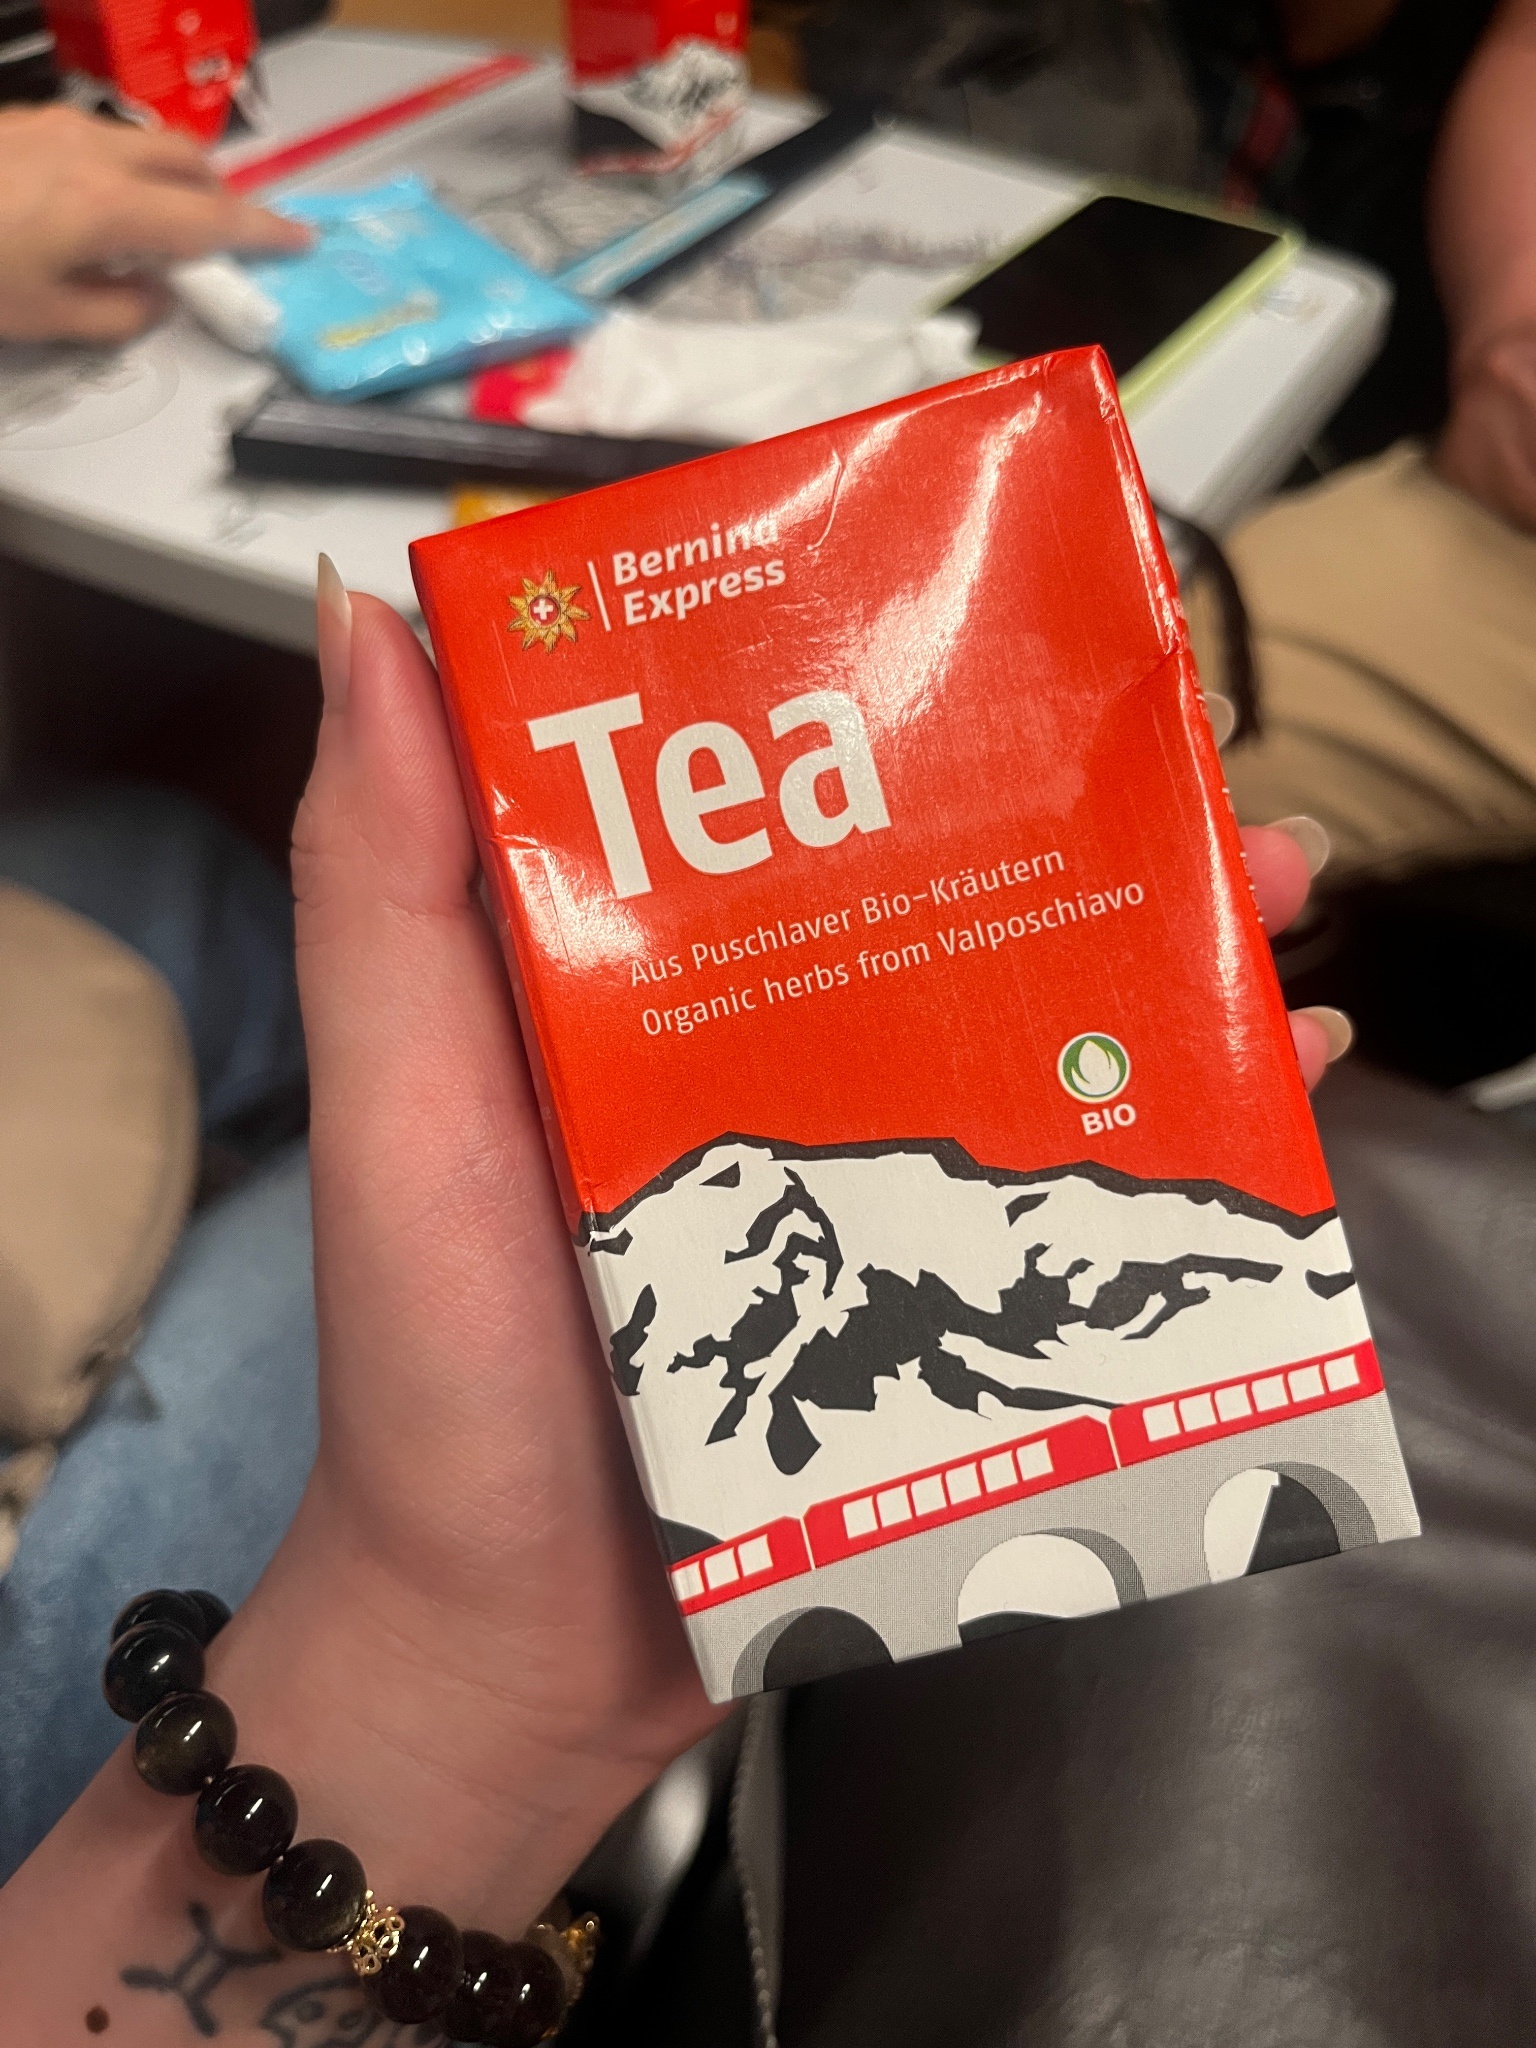 Bernina
Express
Tea
Aus Puschlaver Bio-Kräutern
Organic herbs from Valposchiavo
BIO